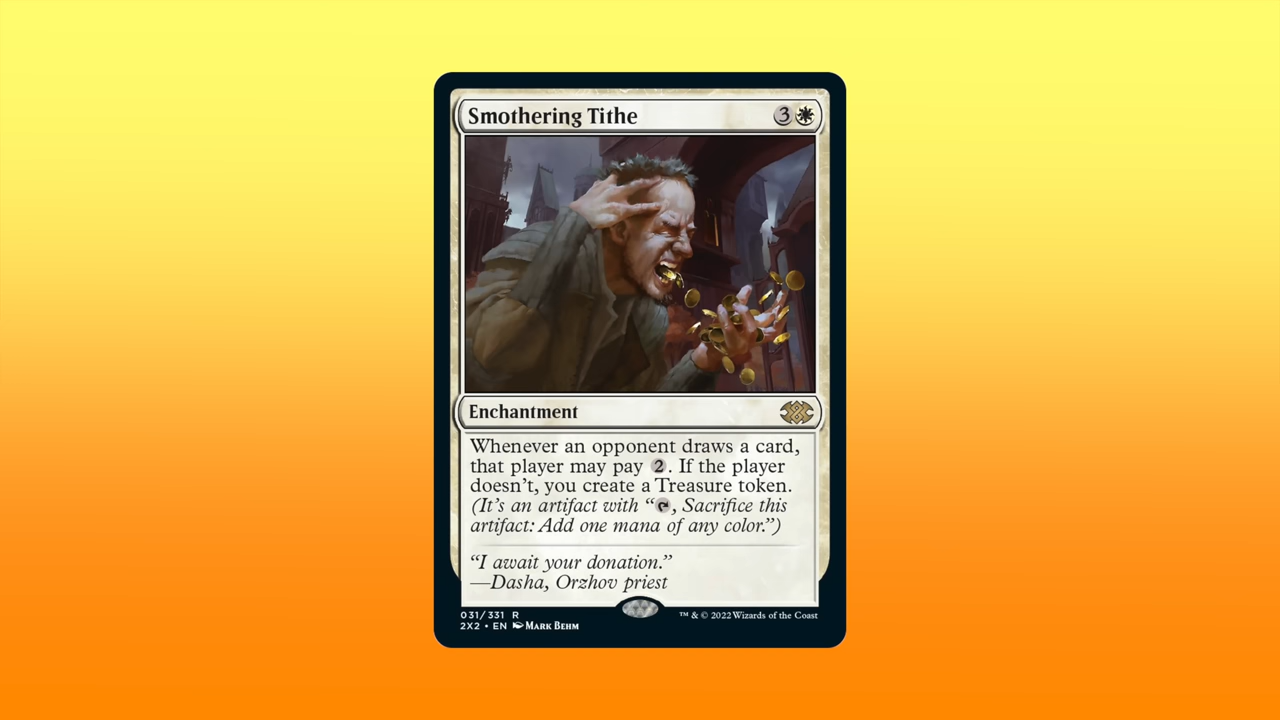 Smothering Tithe 3
Enchantment
Whenever an opponent draws a card,
that player may pay 2. If the player
doesn't, you create a Treasure token.
(It's an artifact with “, Sacrifice this
artifact: Add one mana of any color.”)
“I await your donation.”
—Dasha, Orzhov priest
031/331 R
2X2 • EN Mark Behm
™ & © 2022 Wizards of the Coast